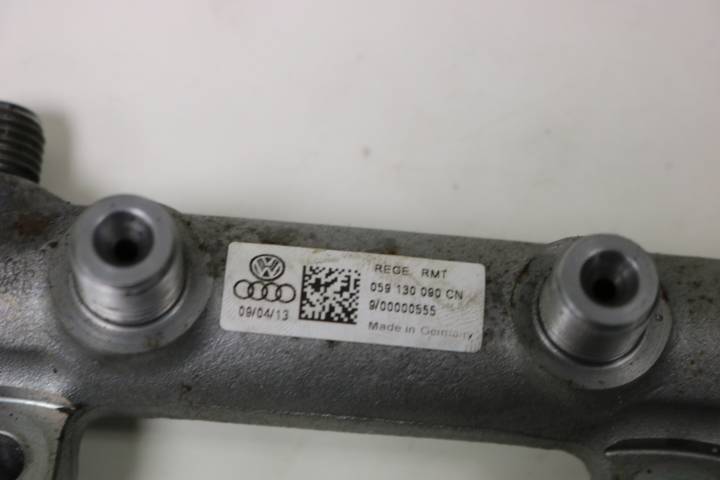 REGE RMT
059 130 090 CN
9/00000555
09/04/13
Made in Germany